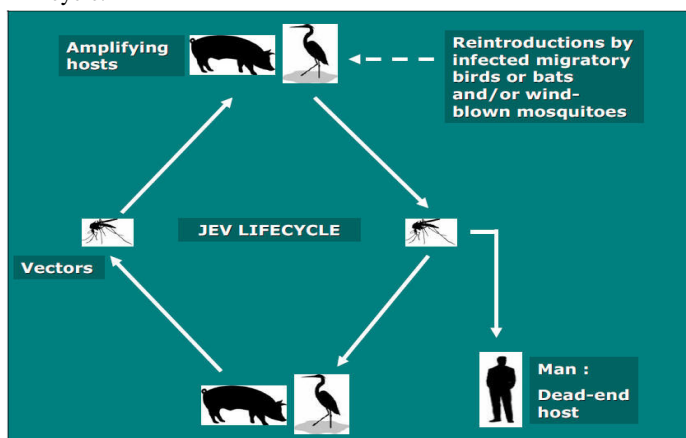 Amplifying
hosts
Reintroductions by
infected migratory
birds or bats
and/or wind-
blown mosquitoes
JEV LIFECYCLE
Vectors
Man :
Dead-end
host